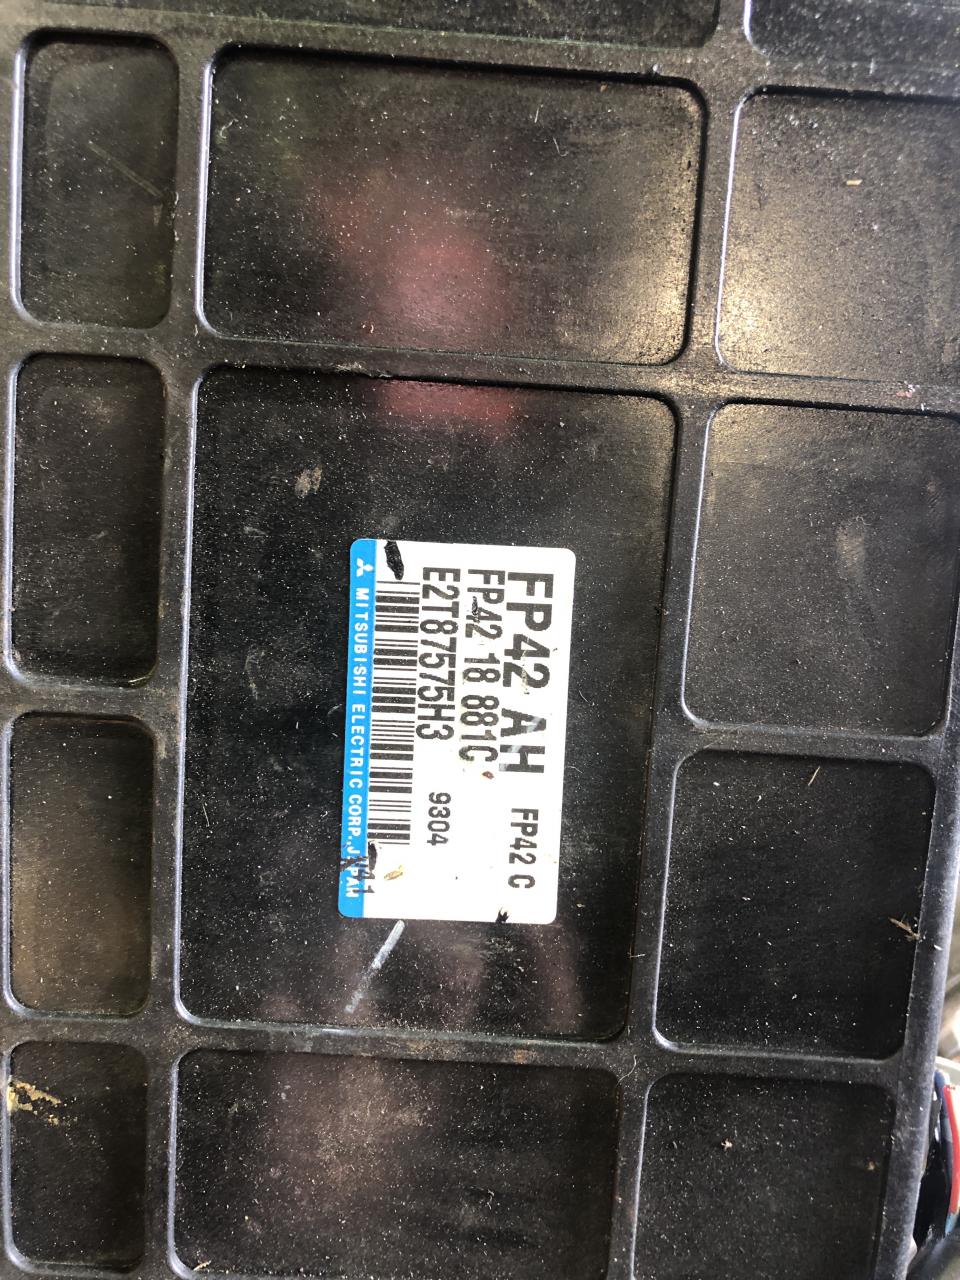 FP42 AH FP42 C
FP42 18 881C
E2T87575H3 9304
MITSUBISHI ELECTRIC CORP., JAPAN